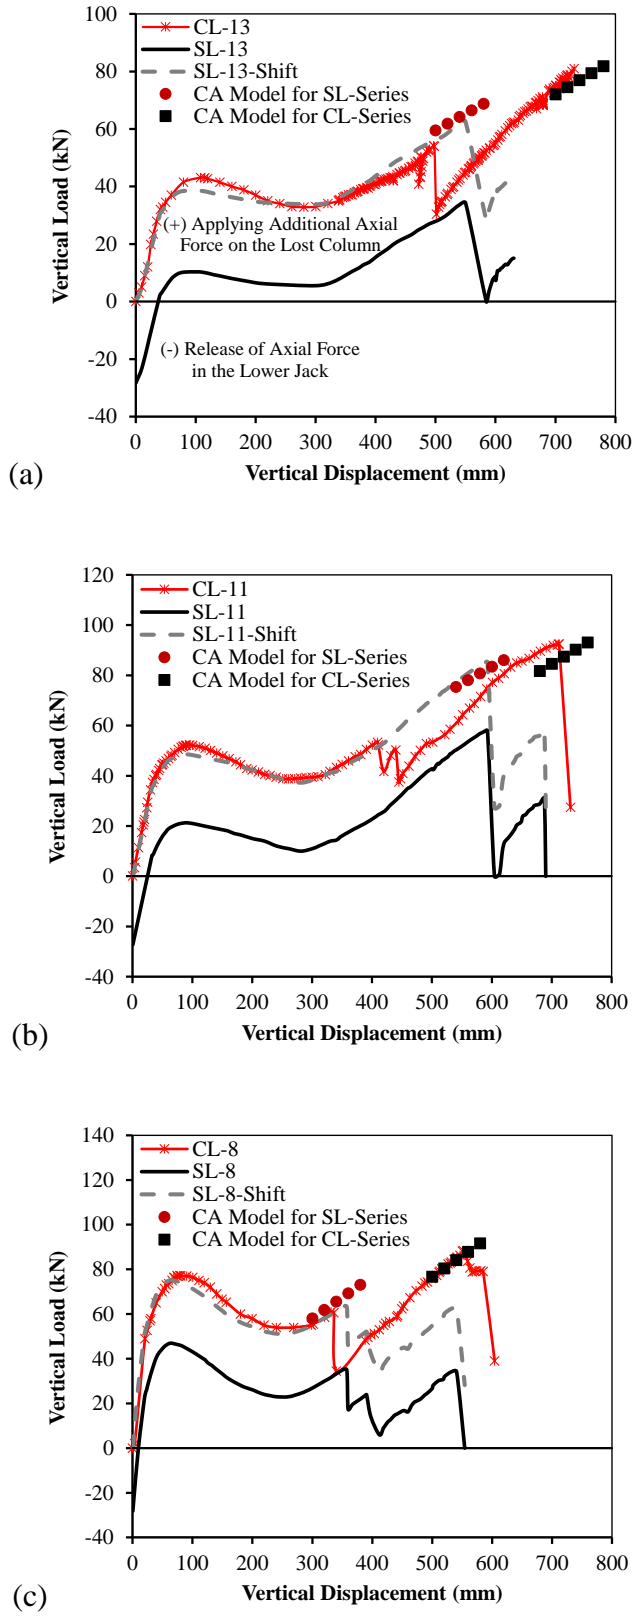 100
80
60
40
20
0
-20
-40
Vertical Load (kN)
CL-13
SL-13
SL-13-Shift
CA Model for SL-Series
CA Model for CL-Series
(+) Applying Additional Axial
Force on the Lost Column
(-) Release of Axial Force
in the Lower Jack
0 100 200 300 400 500 600 700 800
Vertical Displacement (mm)
(a)
120
100
80
60
40
20
0
-20
-40
Vertical Load (kN)
CL-11
SL-11
SL-11-Shift
CA Model for SL-Series
CA Model for CL-Series
0 100 200 300 400 500 600 700 800
Vertical Displacement (mm)
(b)
140
120
100
80
60
40
20
0
-20
-40
Vertical Load (kN)
CL-8
SL-8
SL-8-Shift
CA Model for SL-Series
CA Model for CL-Series
0 100 200 300 400 500 600 700 800
Vertical Displacement (mm)
(c)